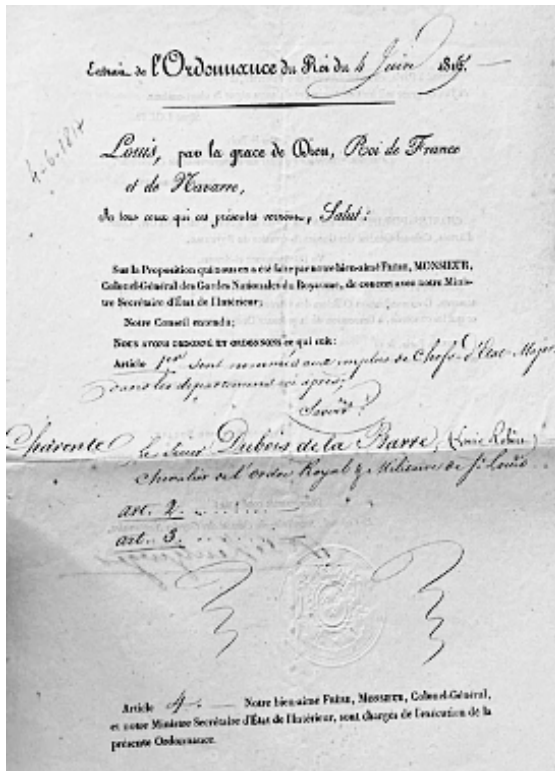 Extrait de l'Ordonnance du Roi du 4 Juin 181
4-6-181
Louis, par la grace de Dieu, Roi de France
et de Navarre,
A tous ceux qui ces présentes verront, Salut:
Sur la Proposition qui nous en a été faite par notre bien-aimé FRÈRE, MONSIEUR,
Colonel-Général des Gardes Nationales du Royaume, de concert avec notre Minis-
tre Secrétaire d'État de l'Intérieur;
Notre Conseil entendu;
NOUS AVONS ORDONNÉ ET ORDONNONS ce qui suit:
Article 1er Sont nommés aux emplois de Chefs d'État-Major
dans les départements ci après,
Savoir:
Charente Le Sieur Dubois de la Barre, (Louis
Chevalier de l'ordre Royal & Militaire de St. Louis
art. 2. . . . . . .
art. 3. . . . . . .
Article 4. Notre bien-aimé FRÈRE, MONSIEUR, Colonel-Général,
et notre Ministre Secrétaire d'État de l'Intérieur, sont chargés de l'exécution de la
présente Ordonnance.